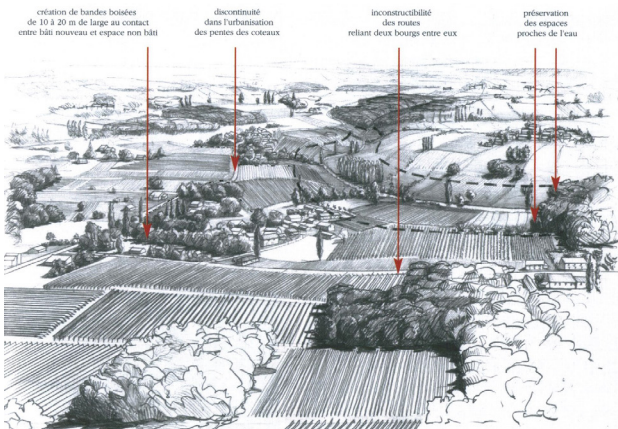 création de bandes boisées
de 10 à 20 m de large au contact
entre bâti nouveau et espace non bâti
discontinuité
dans l'urbanisation
des pentes des coteaux
inconstructibilité
des routes
reliant deux bourgs entre eux
préservation
des espaces
proches de l'eau